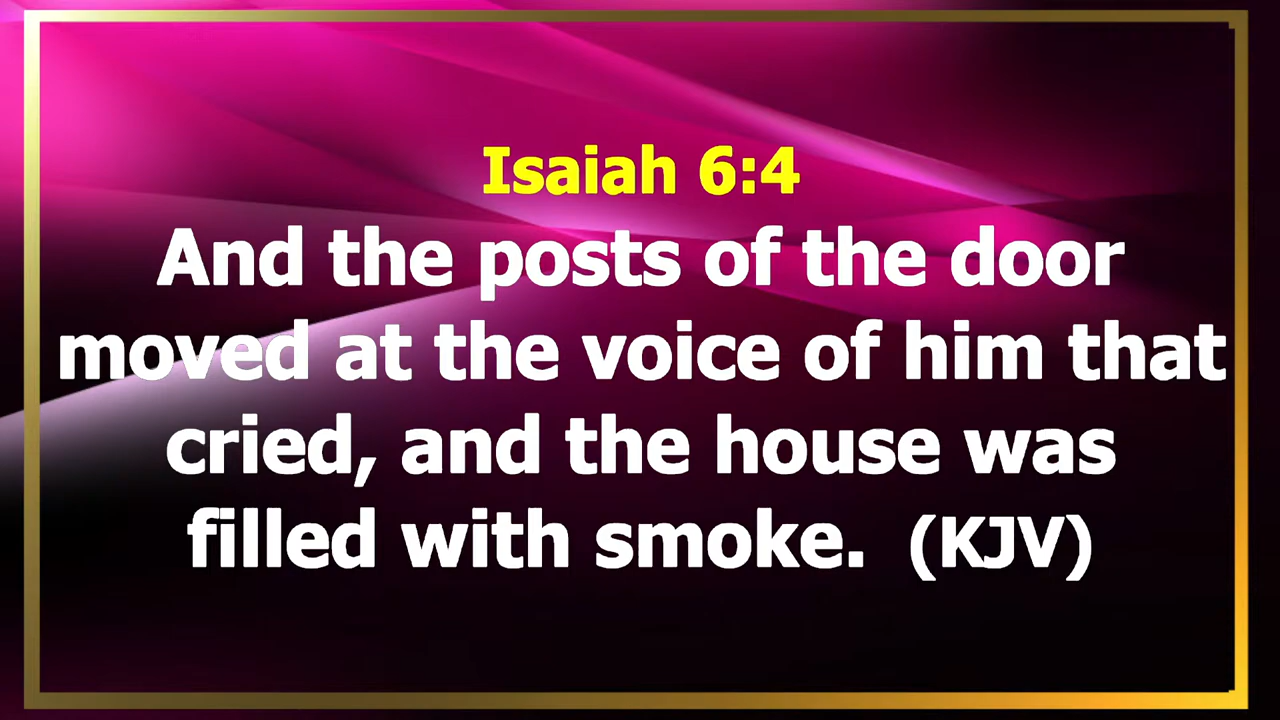 Isaiah 6:4
And the posts of the door
moved at the voice of him that
cried, and the house was
filled with smoke. (KJV)